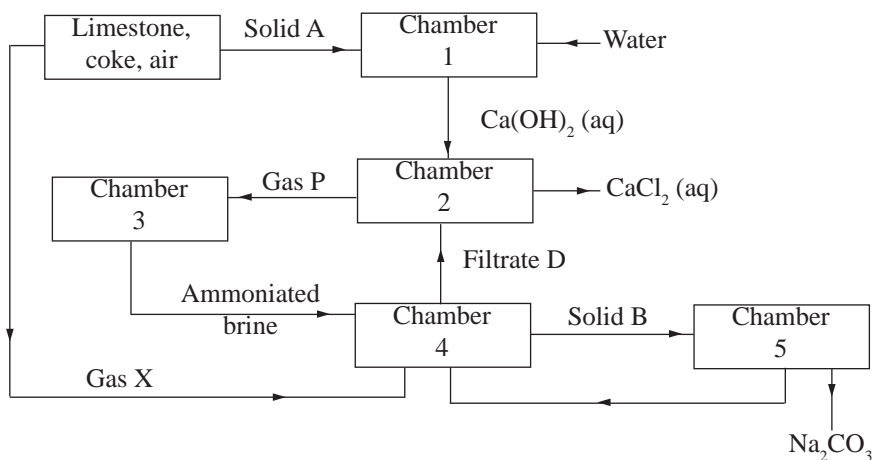 Limestone,
coke, air
Solid A
Chamber
1
Water
Ca(OH)₂ (aq)
Chamber
3
Gas P
Chamber
2
CaCl₂ (aq)
Filtrate D
Ammoniated
brine
Chamber
4
Solid B
Chamber
5
Gas X
Na₂CO₃